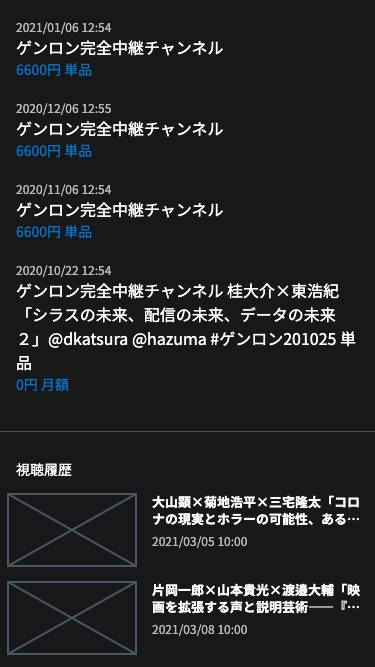 2021/01/06 12:54
ゲンロン完全中継チャンネル
6600円 単品
2020/12/06 12:55
ゲンロン完全中継チャンネル
6600円 単品
2020/11/06 12:54
ゲンロン完全中継チャンネル
6600円 単品
2020/10/22 12:54
ゲンロン完全中継チャンネル 桂大介×東浩紀
「シラスの未来、配信の未来、データの未来
２」@dkatsura @hazuma #ゲンロン201025 単
品
0円 月額
視聴履歴
大山顕×菊地浩平×三宅隆太「コロ
ナの現実とホラーの可能性、ある…
2021/03/05 10:00
片岡一郎×山本貴光×渡邉大輔「映
画を拡張する声と説明芸術——『…
2021/03/08 10:00